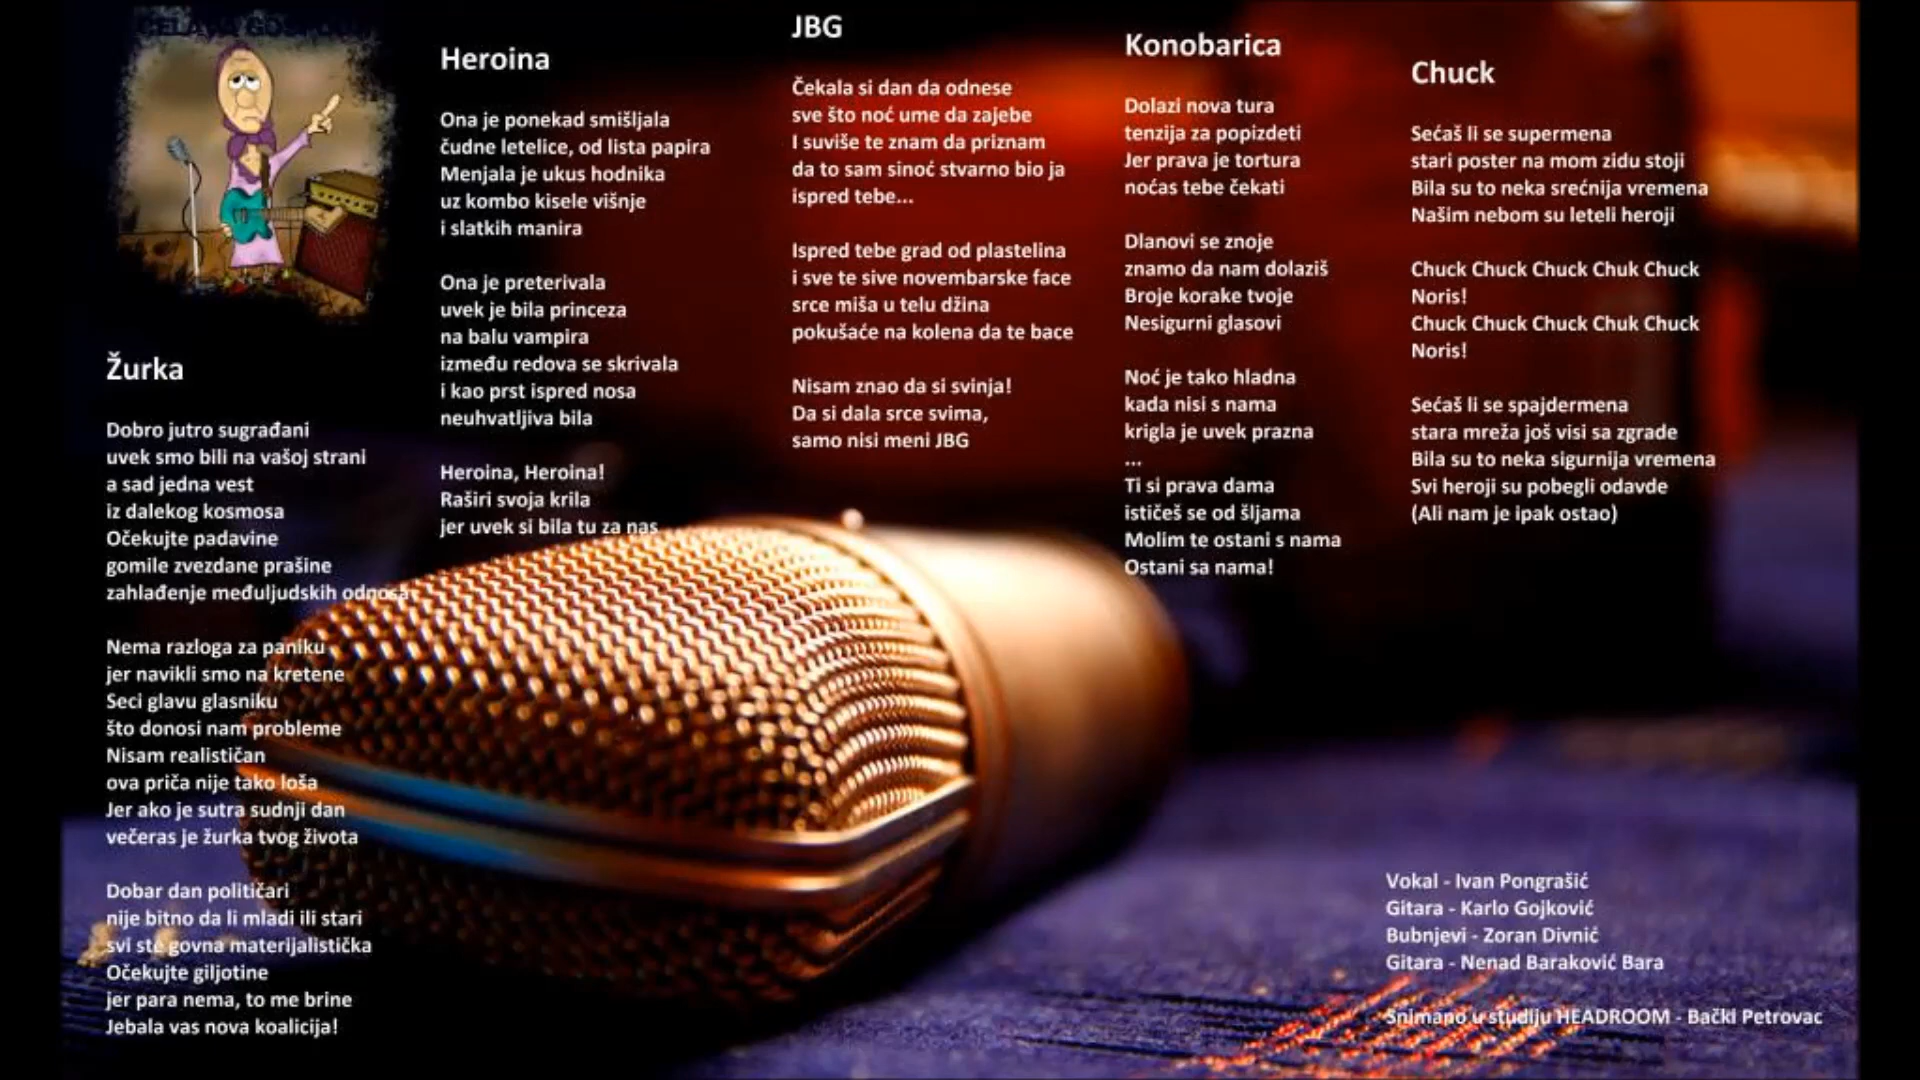 Žurka
Dobro jutro sugrađani
uvek smo bili na vašoj strani
a sad jedna vest
iz dalekog kosmosa
Očekujte padavine
gomile zvezdane prašine
zahlađenje međuljudskih odnosa
Nema razloga za paniku
jer navikli smo na kretene
Seci glavu glasniku
što donosi nam probleme
Nisam realističan
ova priča nije tako loša
Jer ako je sutra sudnji dan
večeras je žurka tvog života
Dobar dan političari
nije bitno da li mladi ili stari
svi ste govna materijalistička
Očekujte giljotine
jer para nema, to me brine
Jebala vas nova koalicija!
Heroina
Ona je ponekad smišljala
čudne letelice, od lista papira
Menjala je ukus hodnika
uz kombo kisele višnje
i slatkih manira
Ona je preterivala
uvek je bila princeza
na balu vampira
između redova se skrivala
i kao prst ispred nosa
neuhvatljiva bila
Heroina, Heroina!
Raširi svoja krila
jer uvek si bila tu za nas
JBG
Čekala si dan da odnese
sve što noć ume da zajebe
I suviše te znam da priznam
da to sam sinoć stvarno bio ja
ispred tebe...
Ispred tebe grad od plastelina
i sve te sive novembarske face
srce miša u telu džina
pokušaće na kolena da te bace
Nisam znao da si svinja!
Da si dala srce svima,
samo nisi meni JBG
Konobarica
Dolazi nova tura
tenzija za popizdeti
Jer prava je tortura
noćas tebe čekati
Dlanovi se znoje
znamo da nam dolaziš
Broje korake tvoje
Nesigurni glasovi
Noć je tako hladna
kada nisi s nama
krigla je uvek prazna
...
Ti si prava dama
ističeš se od šljama
Molim te ostani s nama
Ostani sa nama!
Chuck
Sećaš li se supermena
stari poster na mom zidu stoji
Bila su to neka srećnija vremena
Našim nebom su leteli heroji
Chuck Chuck Chuck Chuk Chuck
Noris!
Chuck Chuck Chuck Chuk Chuck
Noris!
Sećaš li se spajdermena
stara mreža još visi sa zgrade
Bila su to neka sigurnija vremena
Svi heroji su pobegli odavde
(Ali nam je ipak ostao)
Vokal - Ivan Pongrašić
Gitara - Karlo Gojković
Bubnjevi - Zoran Divnić
Gitara - Nenad Baraković Bara
Snimano u studiju HEADROOM - Bački Petrovac